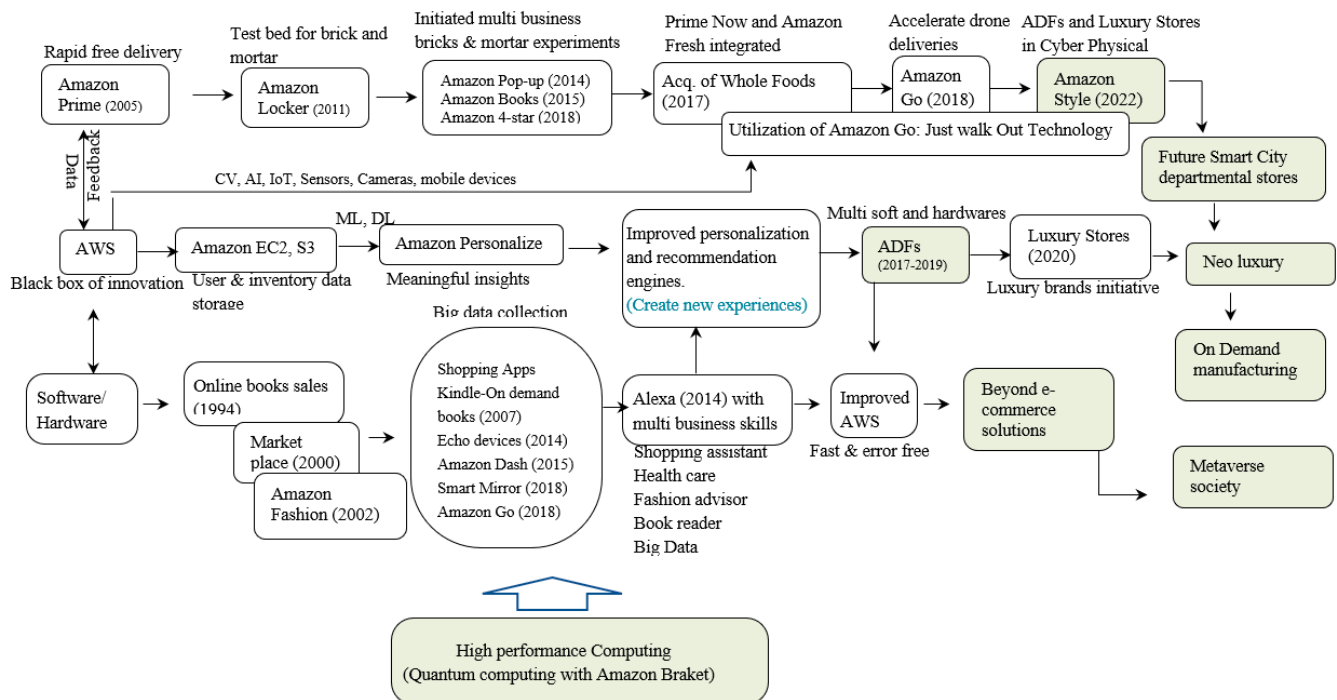 Rapid free delivery
Test bed for brick and
mortar
Initiated multi business
bricks & mortar experiments
Prime Now and Amazon
Fresh integrated
Accelerate drone
deliveries
ADFs and Luxury Stores
in Cyber Physical
Amazon
Prime (2005)
Amazon
Locker (2011)
Amazon Pop-up (2014)
Amazon Books (2015)
Amazon 4-star (2018)
Acq. of Whole Foods
(2017)
Amazon
Go (2018)
Amazon
Style (2022)
Utilization of Amazon Go: Just walk Out Technology
Future Smart City
departmental stores
Data
Feedback
CV, AI, IoT, Sensors, Cameras, mobile devices
AWS
Black box of innovation
Amazon EC2, S3
User & inventory data
storage
ML, DL
Amazon Personalize
Meaningful insights
Improved personalization
and recommendation
engines.
(Create new experiences)
Multi soft and hardwares
ADFs
(2017-2019)
Luxury Stores
(2020)
Luxury brands initiative
Neo luxury
On Demand
manufacturing
Software/
Hardware
Online books sales
(1994)
Market
place (2000)
Amazon
Fashion (2002)
Big data collection
Shopping Apps
Kindle-On demand
books (2007)
Echo devices (2014)
Amazon Dash (2015)
Smart Mirror (2018)
Amazon Go (2018)
Alexa (2014) with
multi business skills
Shopping assistant
Health care
Fashion advisor
Book reader
Big Data
Improved
AWS
Fast & error free
Beyond e-
commerce
solutions
Metaverse
society
High performance Computing
(Quantum computing with Amazon Braket)